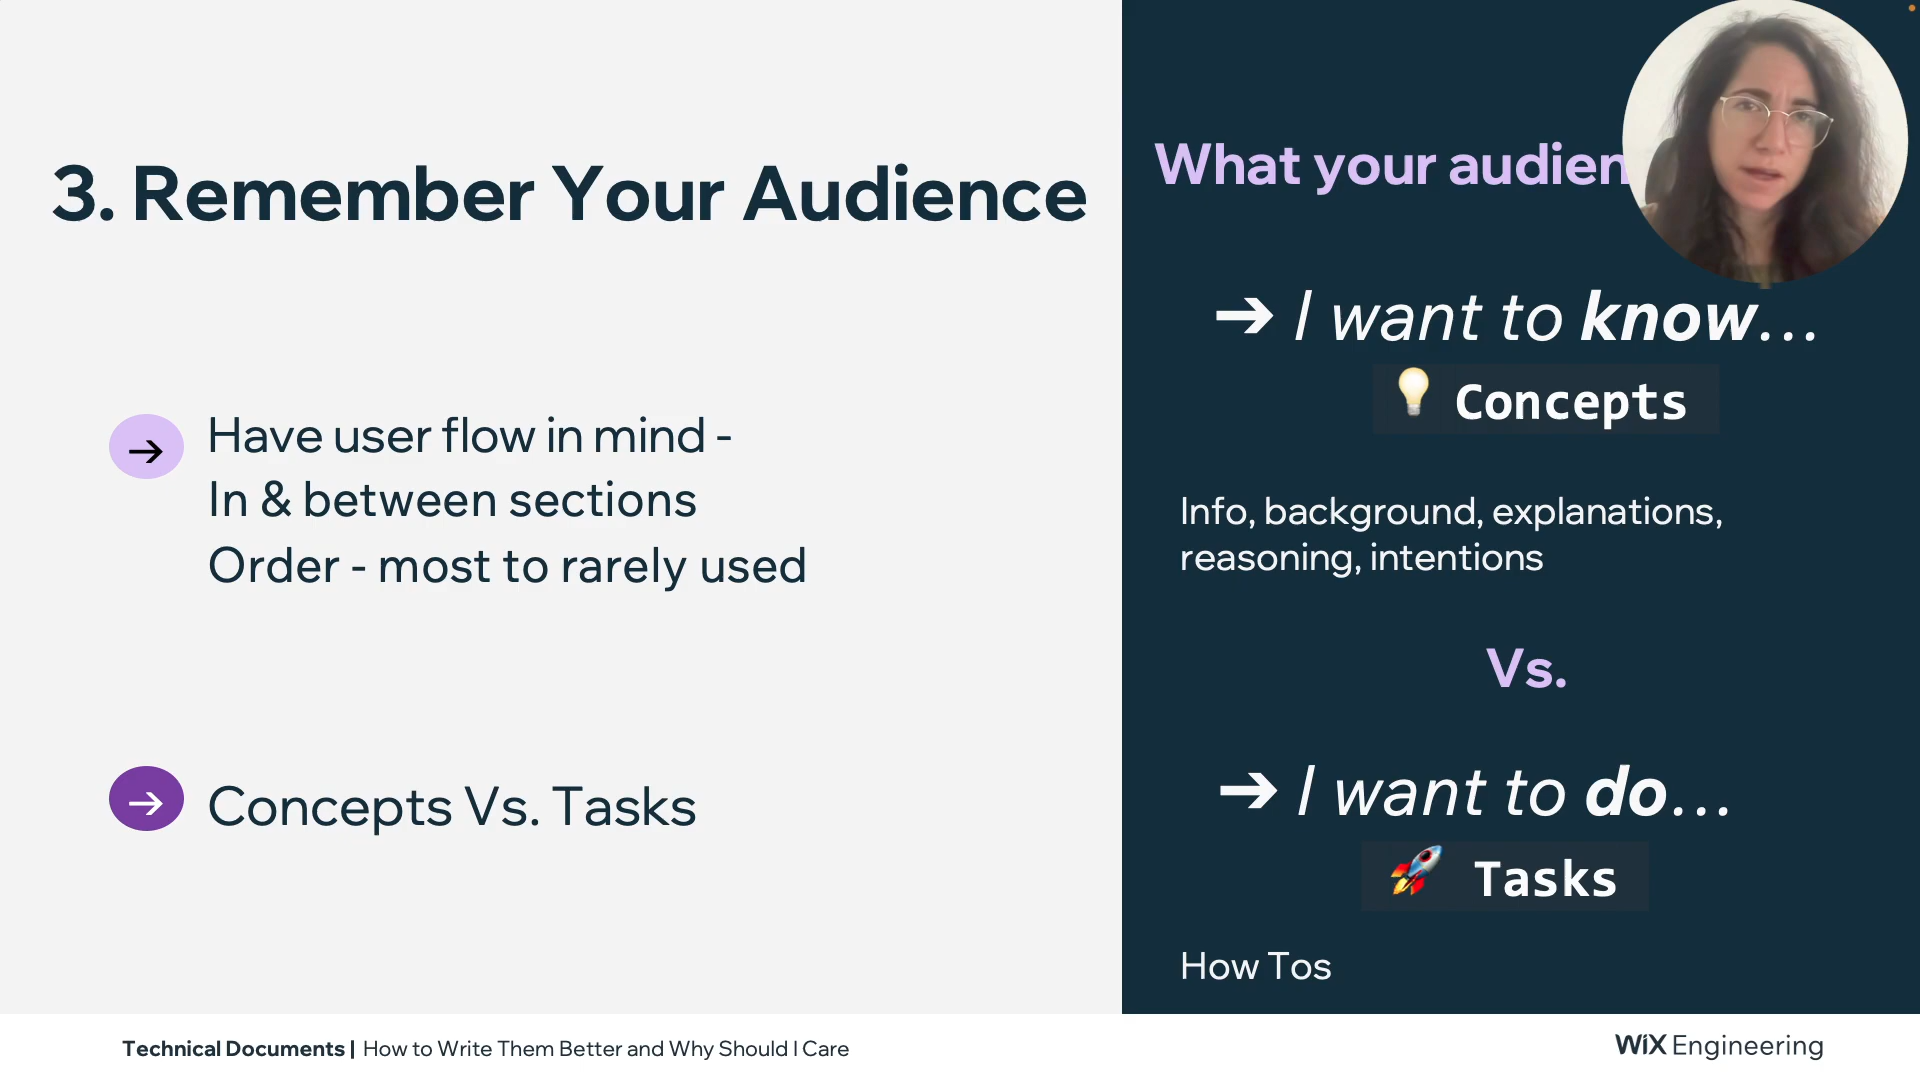 3. Remember Your Audience
Have user flow in mind -
In & between sections
Order - most to rarely used
Concepts Vs. Tasks
What your
➔ I want to know...
Concepts
Info, background, explanations,
reasoning, intentions
Vs.
➔ I want to do...
Tasks
How Tos
Technical Documents | How to Write Them Better and Why Should I Care
WiX Engineering